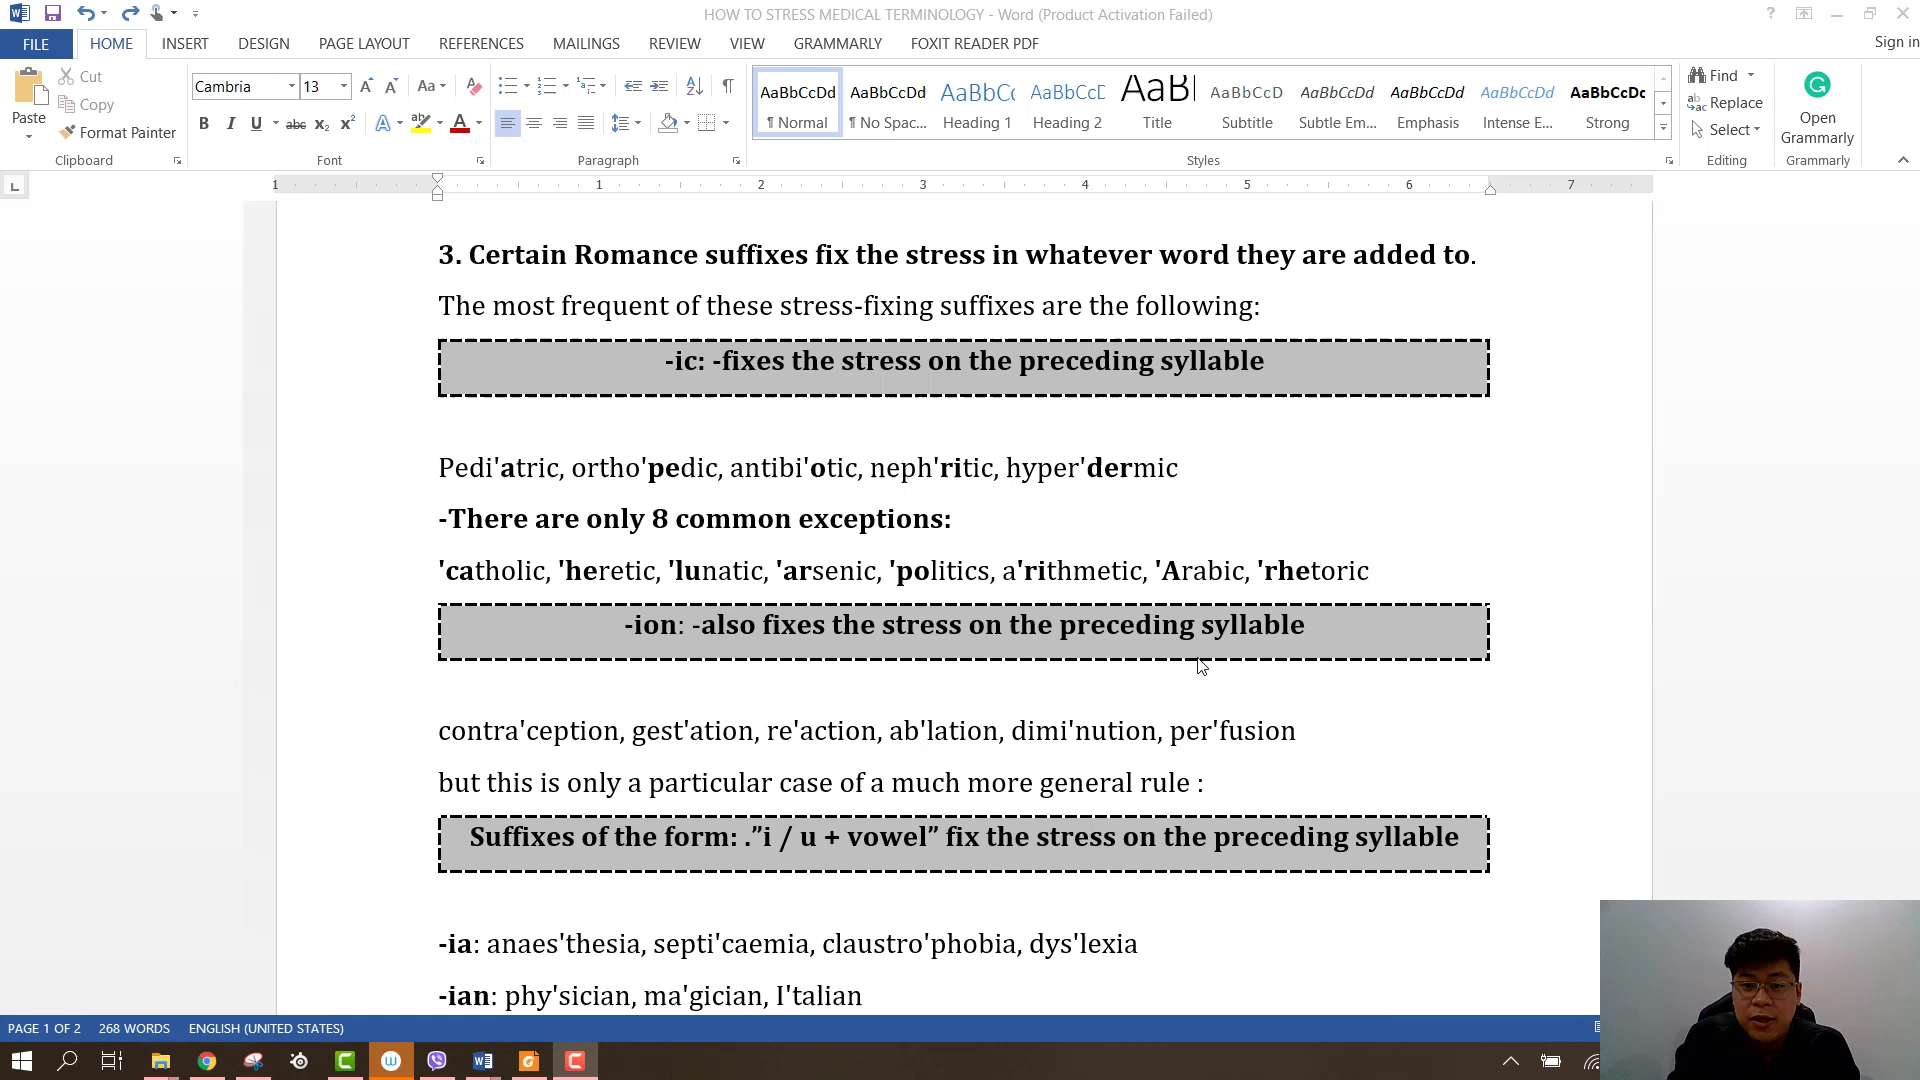 HOW TO STRESS MEDICAL TERMINOLOGY - Word (Product Activation Failed)
FILE HOME INSERT DESIGN PAGE LAYOUT REFERENCES MAILINGS REVIEW VIEW GRAMMARLY FOXIT READER PDF Sign in
Paste
Cut
Copy
Format Painter
Clipboard
Cambria 13
Font
Paragraph
AaBbCcDd AaBbCcDd AaBbC AaBbCcD AaBl AaBbCcD AaBbCcDd AaBbCcDd AaBbCcDd AaBbCcDc
¶ Normal ¶ No Spac... Heading 1 Heading 2 Title Subtitle Subtle Em... Emphasis Intense E... Strong
Styles
Find
Replace
Select
Editing
Open
Grammarly
Grammarly
1 1 2 3 4 5 6 7
3. Certain Romance suffixes fix the stress in whatever word they are added to.
The most frequent of these stress-fixing suffixes are the following:
-ic: -fixes the stress on the preceding syllable
Pedi'atric, ortho'pedic, antibi'otic, neph'ritic, hyper'dermic
-There are only 8 common exceptions:
'catholic, 'heretic, 'lunatic, 'arsenic, 'politics, a'rithmetic, 'Arabic, 'rhetoric
-ion: -also fixes the stress on the preceding syllable
contra'ception, gest'ation, re'action, ab'lation, dimi'nution, per'fusion
but this is only a particular case of a much more general rule :
Suffixes of the form: .”i / u + vowel” fix the stress on the preceding syllable
-ia: anaes'thesia, septi'caemia, claustro'phobia, dys'lexia
-ian: phy'sician, ma'gician, I'talian
PAGE 1 OF 2 268 WORDS ENGLISH (UNITED STATES)